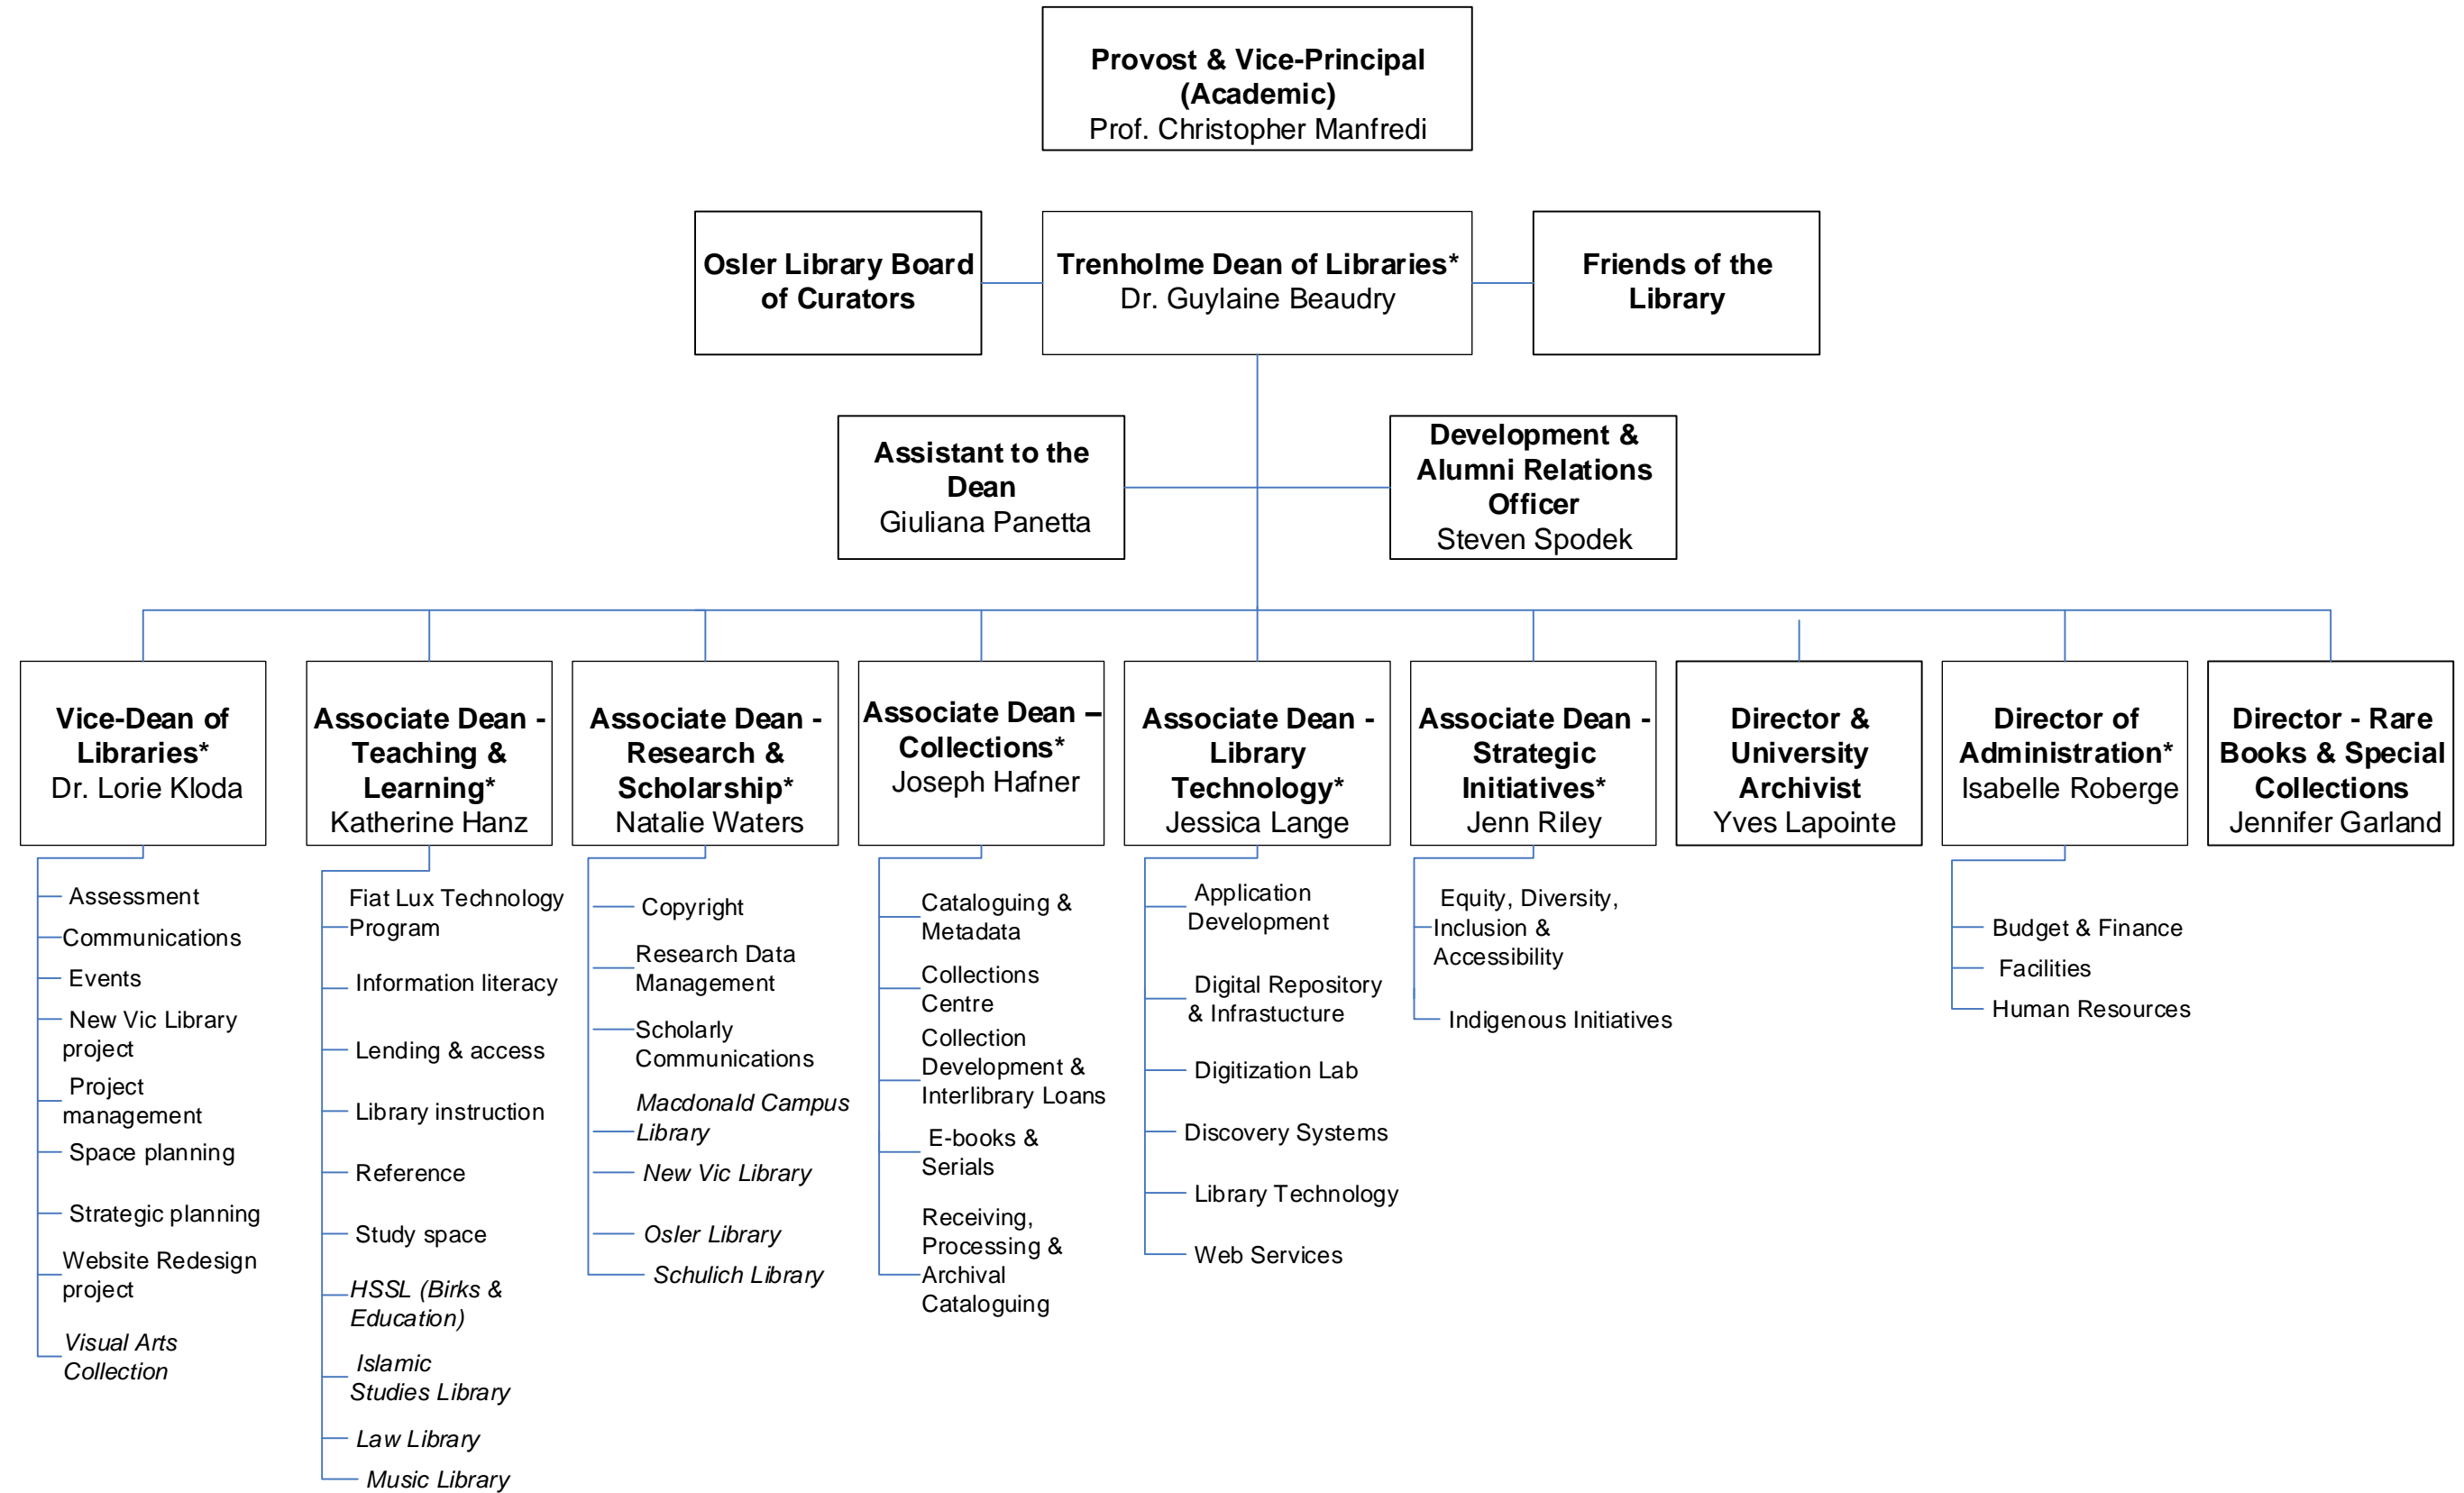 Provost & Vice-Principal
(Academic)
Prof. Christopher Manfredi
Osler Library Board
of Curators
Trenholme Dean of Libraries*
Dr. Guylaine Beaudry
Friends of the
Library
Assistant to the
Dean
Giuliana Panetta
Development &
Alumni Relations
Officer
Steven Spodek
Vice-Dean of
Libraries*
Dr. Lorie Kloda
Associate Dean -
Teaching &
Learning*
Katherine Hanz
Associate Dean -
Research &
Scholarship*
Natalie Waters
Associate Dean –
Collections*
Joseph Hafner
Associate Dean -
Library
Technology*
Jessica Lange
Associate Dean -
Strategic
Initiatives*
Jenn Riley
Director &
University
Archivist
Yves Lapointe
Director of
Administration*
Isabelle Roberge
Director - Rare
Books & Special
Collections
Jennifer Garland
Assessment
Communications
Events
New Vic Library
project
Project
management
Space planning
Strategic planning
Website Redesign
project
Visual Arts
Collection
Fiat Lux Technology
Program
Information literacy
Lending & access
Library instruction
Reference
Study space
HSSL (Birks &
Education)
Islamic
Studies Library
Law Library
Music Library
Copyright
Research Data
Management
Scholarly
Communications
Macdonald Campus
Library
New Vic Library
Osler Library
Schulich Library
Cataloguing &
Metadata
Collections
Centre
Collection
Development &
Interlibrary Loans
E-books &
Serials
Receiving,
Processing &
Archival
Cataloguing
Application
Development
Digital Repository
& Infrastucture
Digitization Lab
Discovery Systems
Library Technology
Web Services
Equity, Diversity,
Inclusion &
Accessibility
Indigenous Initiatives
Budget & Finance
Facilities
Human Resources